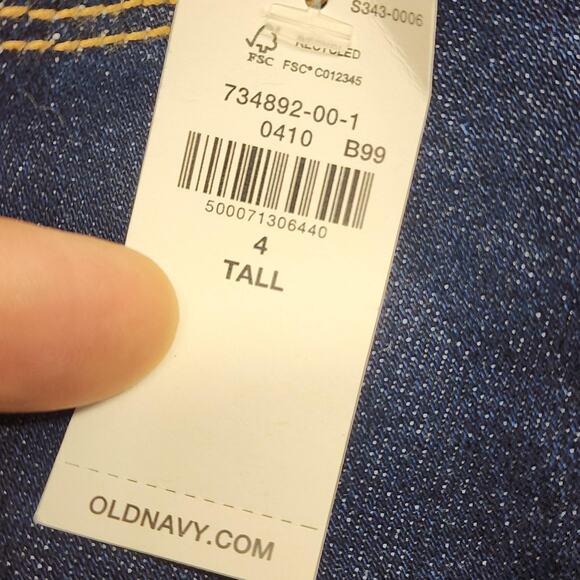 S343-0006
RECYCLED
FSC FSC® C012345
734892-00-1
0410 B99
500071306440
4
TALL
OLDNAVY.COM